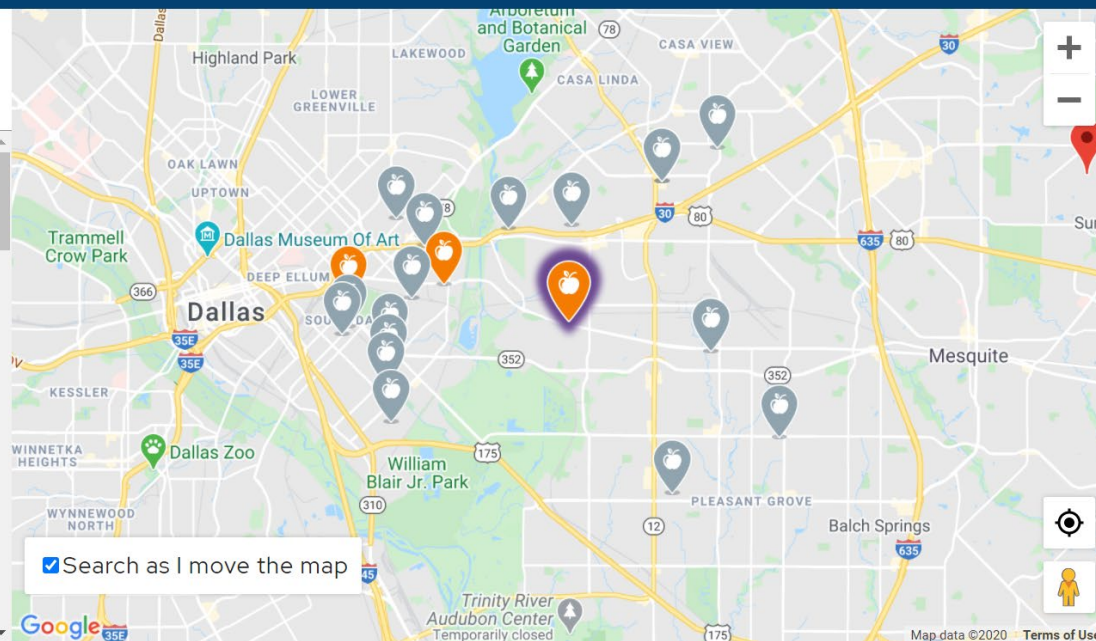 Arboretum
and Botanical
Garden
78
CASA VIEW
30
Dallas
Highland Park
LAKEWOOD
CASA LINDA
LOWER
GREENVILLE
OAK LAWN
UPTOWN
Trammell
Crow Park
Dallas Museum Of Art
30
80
635
80
DEEP ELLUM
366
Dallas
35E
35E
352
352
Mesquite
KESSLER
WINNETKA
HEIGHTS
Dallas Zoo
175
William
Blair Jr. Park
310
PLEASANT GROVE
WYNNEWOOD
NORTH
12
Balch Springs
635
Search as I move the map
45
Trinity River
Audubon Center
Temporarily closed
Google
35E
175
Map data ©2020
Terms of Use